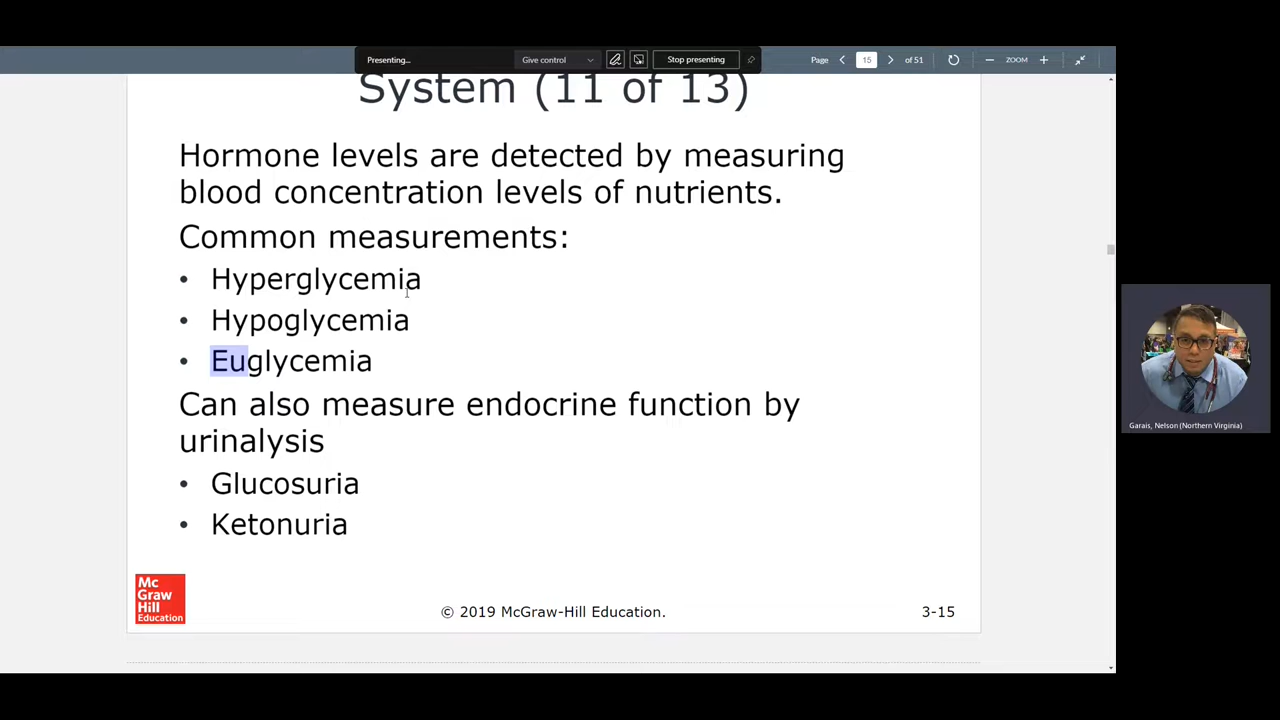 Presenting...
Give control
Stop presenting
Page
15
of 51
ZOOM
System (11 of 13)
Hormone levels are detected by measuring
blood concentration levels of nutrients.
Common measurements:
• Hyperglycemia
• Hypoglycemia
• Euglycemia
Can also measure endocrine function by
urinalysis
• Glucosuria
• Ketonuria
Mc
Graw
Hill
Education
© 2019 McGraw-Hill Education.
3-15
Garais, Nelson (Northern Virginia)